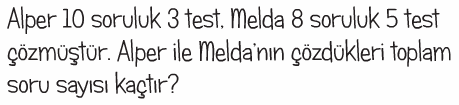 Alper 10 soruluk 3 test, Melda 8 soruluk 5 test
çözmüştür. Alper ile Melda'nın çözdükleri toplam
soru sayısı kaçtır?